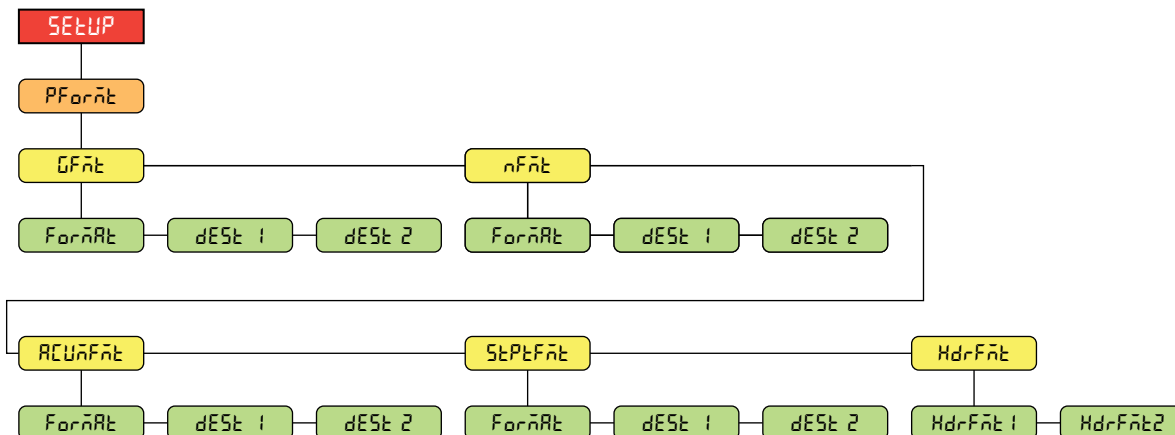 SEtUP
PFormt
GFmt nFmt
FormAt dESt 1 dESt 2 FormAt dESt 1 dESt 2
ACUmFmt StPtFmt HdrFmt
FormAt dESt 1 dESt 2 FormAt dESt 1 dESt 2 HdrFmt1 HdrFmt2